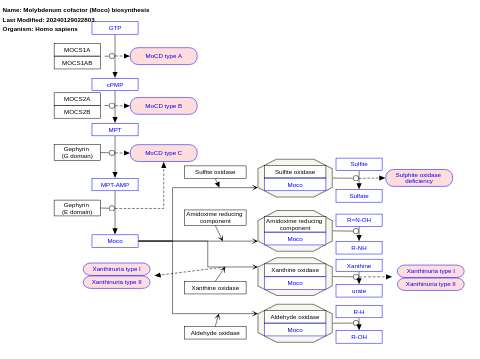 Name: Molybdenum cofactor (Moco) biosynthesis
Last Modified: 20240129022803
Organism: Homo sapiens
GTP
MOCS1A
MOCS1AB
MoCD type A
cPMP
MOCS2A
MOCS2B
MoCD type B
MPT
Gephyrin
(G domain)
MoCD type C
MPT-AMP
Gephyrin
(E domain)
Moco
Sulfite oxidase
Sulfite oxidase
Moco
Sulfite
Sulfate
Sulphite oxidase
deficiency
Amidoxime reducing
component
Amidoxime reducing
component
Moco
R=N-OH
R-NH
Xanthinuria type I
Xanthinuria type II
Xanthine oxidase
Xanthine oxidase
Moco
Xanthine
urate
Xanthinuria type I
Xanthinuria type II
Aldehyde oxidase
Aldehyde oxidase
Moco
R-H
R-OH